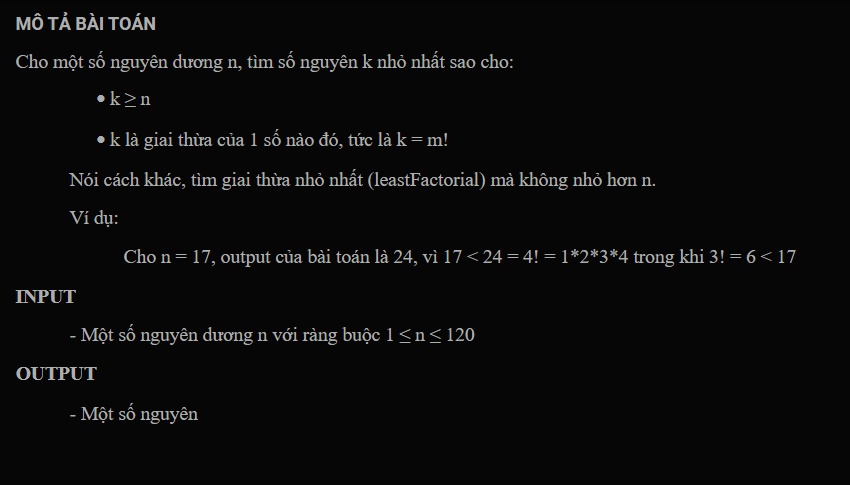 MÔ TẢ BÀI TOÁN
Cho một số nguyên dương n, tìm số nguyên k nhỏ nhất sao cho:
• k ≥ n
• k là giai thừa của 1 số nào đó, tức là k = m!
Nói cách khác, tìm giai thừa nhỏ nhất (leastFactorial) mà không nhỏ hơn n.
Ví dụ:
Cho n = 17, output của bài toán là 24, vì 17 < 24 = 4! = 1*2*3*4 trong khi 3! = 6 < 17
INPUT
- Một số nguyên dương n với ràng buộc 1 ≤ n ≤ 120
OUTPUT
- Một số nguyên